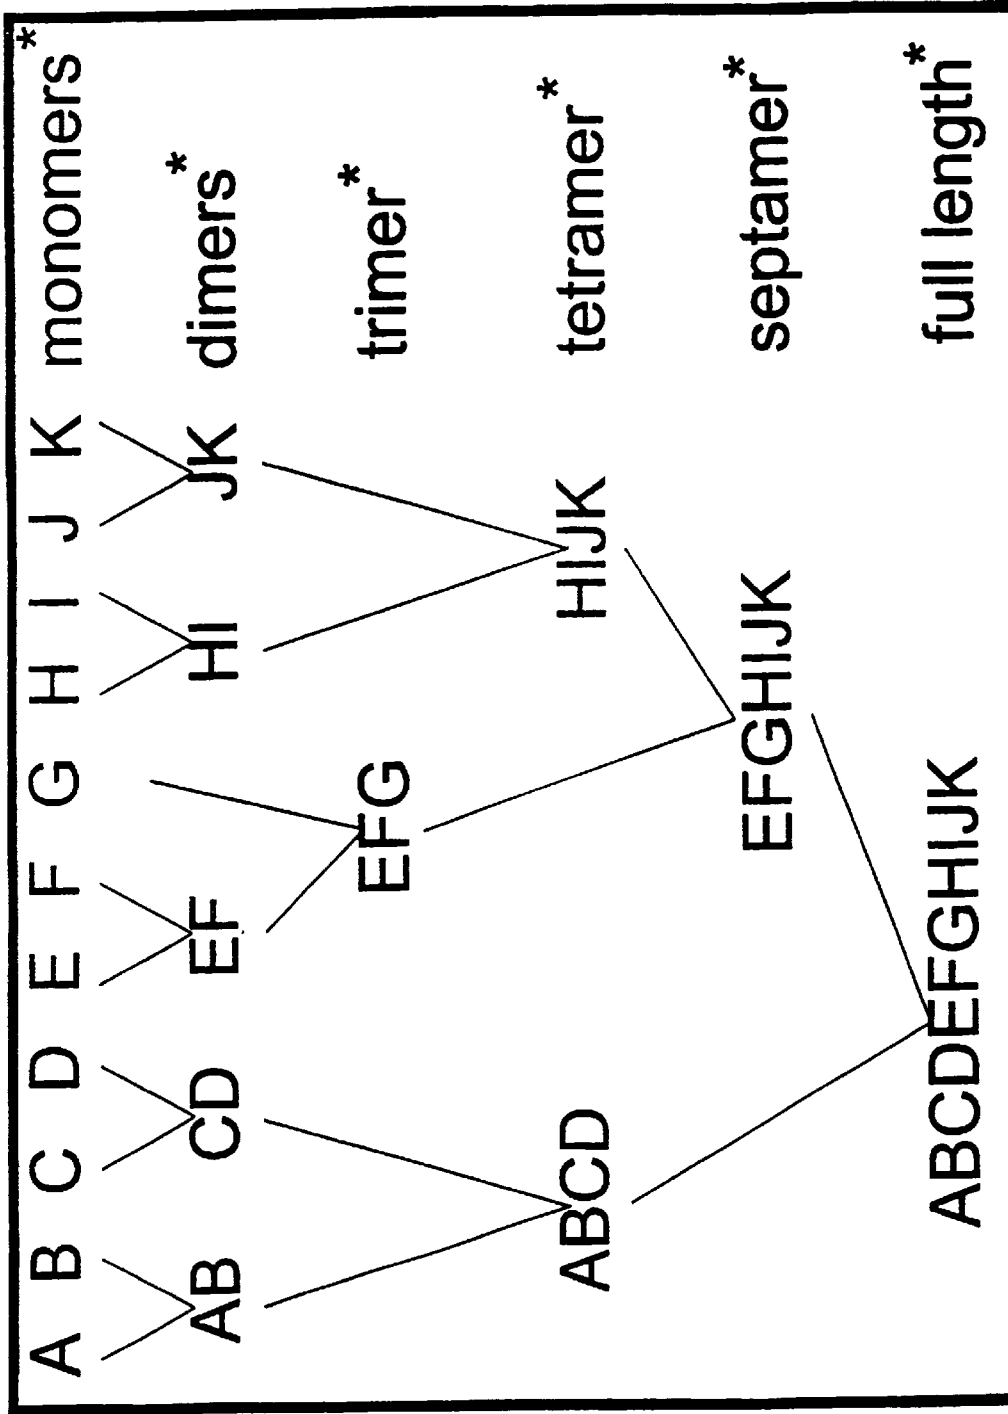 A B C D E F G H I J K monomers*
AB CD EF HI JK dimers*
EFG trimer*
ABCD HIJK tetramer*
EFGHIJK septamer*
ABCDEFGHIJK full length*